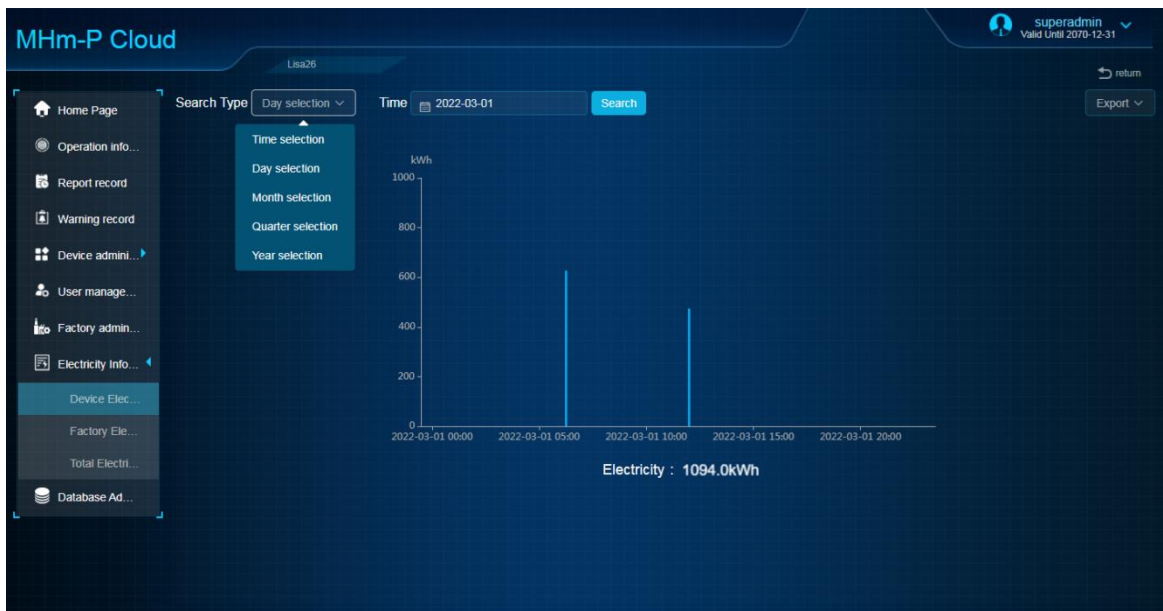 MHm-P Cloud
superadmin
Valid Until 2070-12-31
Lisa26
return
Search Type Day selection Time 2022-03-01 Search Export
Home Page
Operation info...
Report record
Warning record
Device admini...
User manage...
Factory admin...
Electricity Info...
Device Elec...
Factory Ele...
Total Electri...
Database Ad...
Time selection
Day selection
Month selection
Quarter selection
Year selection
kWh
1000
800
600
400
200
0
2022-03-01 00:00 2022-03-01 05:00 2022-03-01 10:00 2022-03-01 15:00 2022-03-01 20:00
Electricity : 1094.0kWh